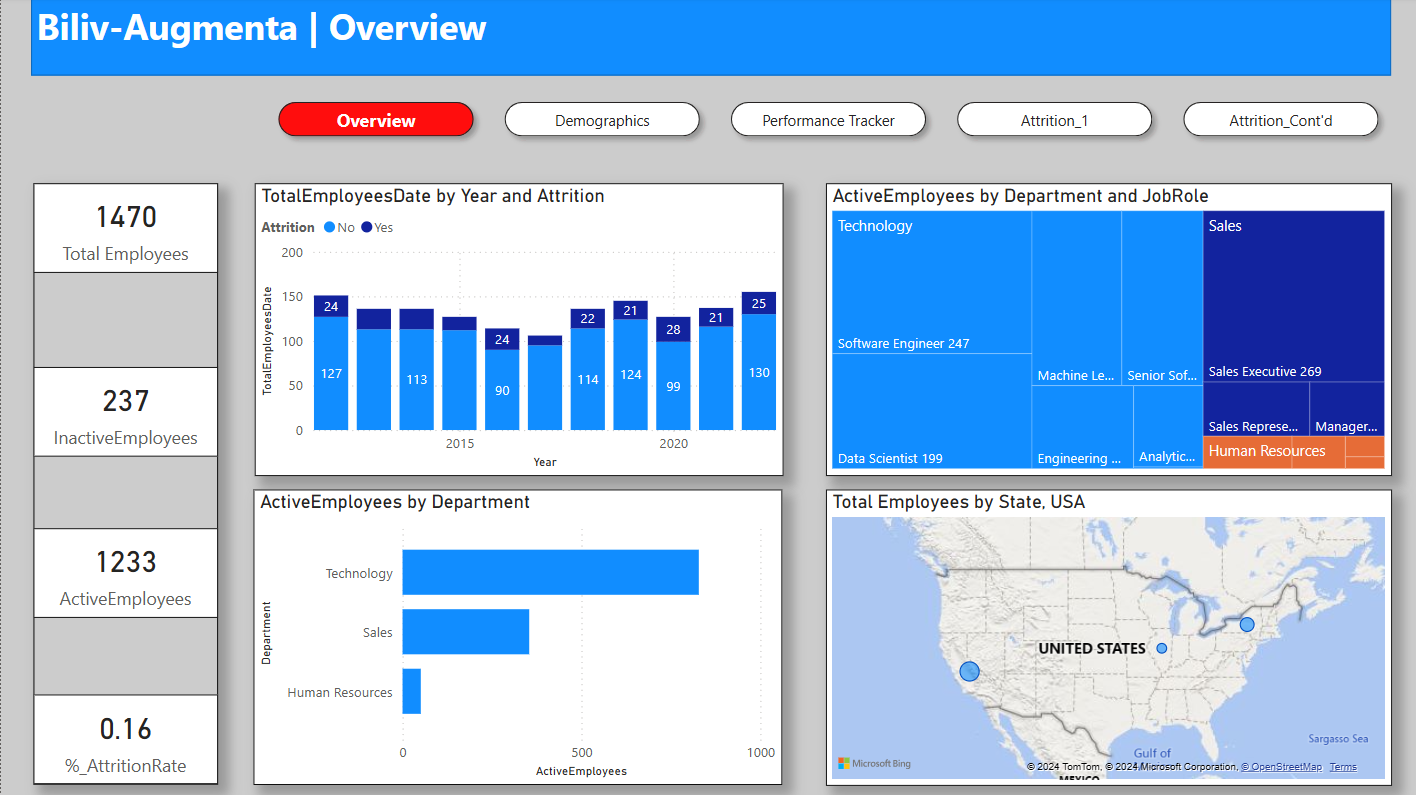 Biliv-Augmenta | Overview
Overview
Demographics
Performance Tracker
Attrition_1
Attrition_Cont'd
1470
Total Employees
237
InactiveEmployees
1233
ActiveEmployees
0.16
%_AttritionRate
TotalEmployeesDate by Year and Attrition
Attrition No Yes
TotalEmployeesDate
200
150
100
50
0
24
24
22
21
28
21
25
127
113
90
114
124
99
130
2015
2020
Year
ActiveEmployees by Department and JobRole
Technology
Software Engineer 247
Data Scientist 199
Machine Le...
Senior Sof...
Engineering ...
Analytic...
Sales
Sales Executive 269
Sales Represe...
Manager...
Human Resources
ActiveEmployees by Department
Department
Technology
Sales
Human Resources
0
500
1000
ActiveEmployees
Total Employees by State, USA
UNITED STATES
Sargasso Sea
Gulf of
MEXICO
Microsoft Bing
© 2024 TomTom, © 2024 Microsoft Corporation, © OpenStreetMap Terms